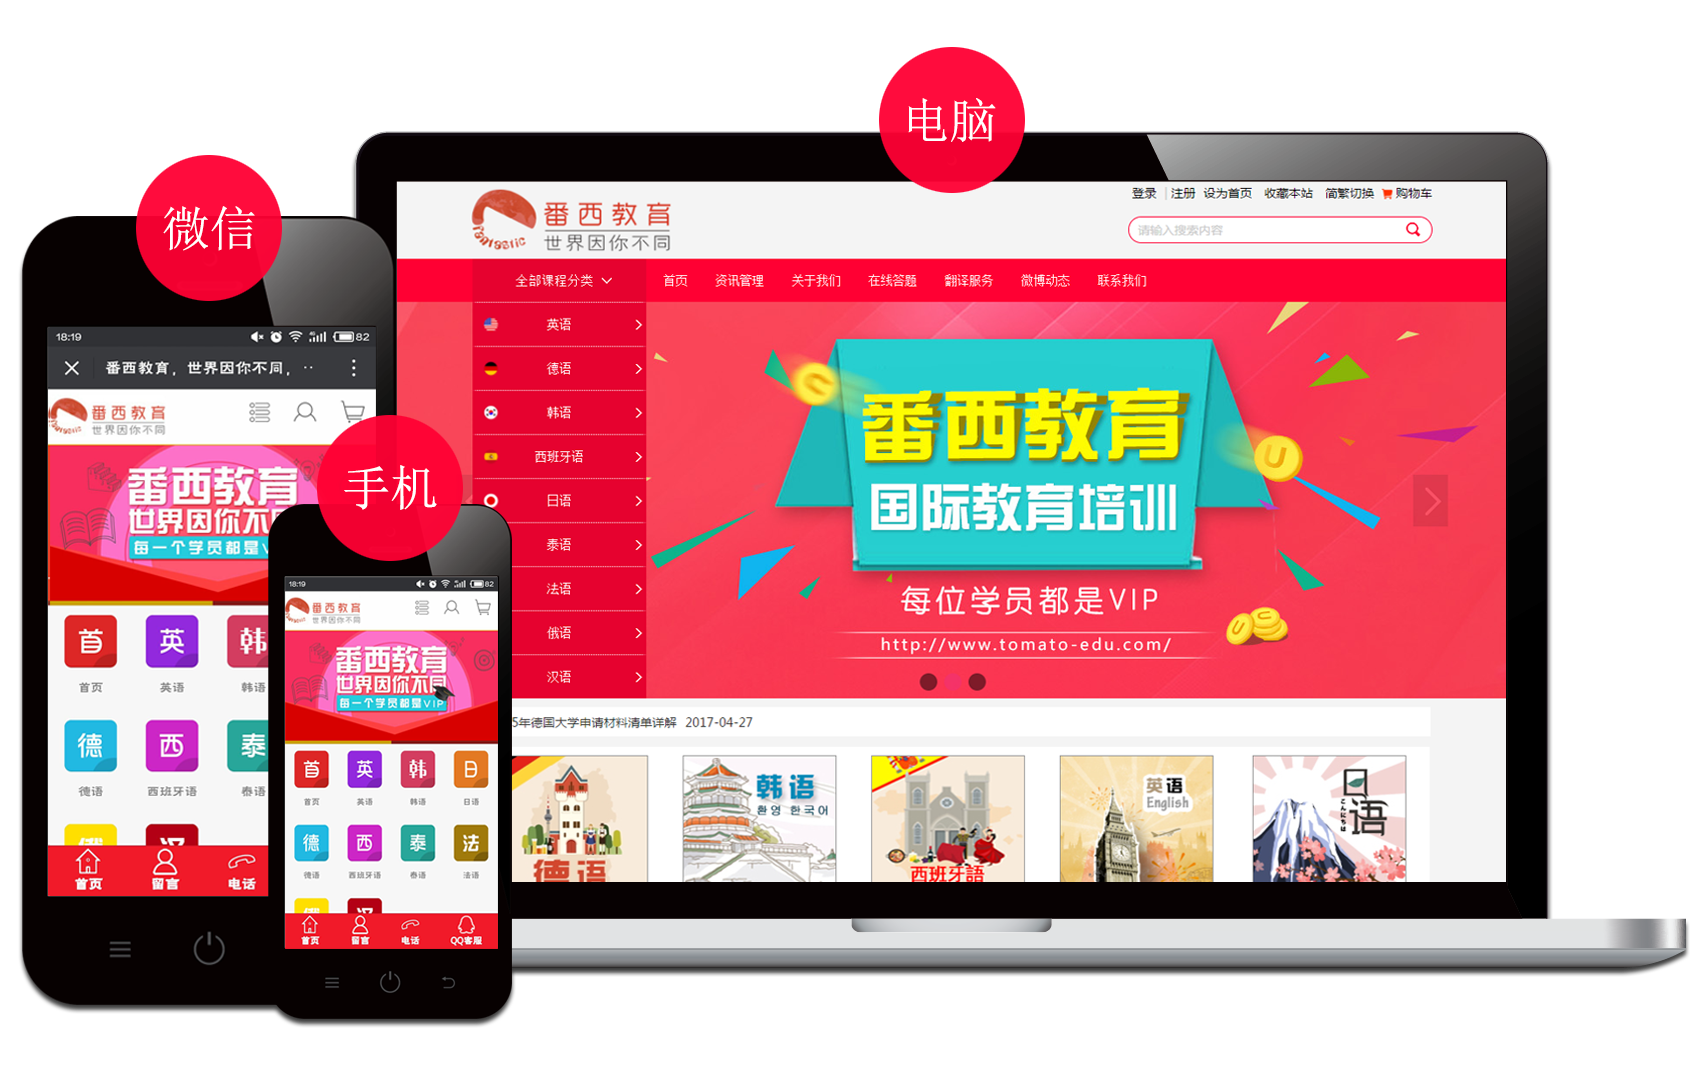 电脑
微信
手机
番西教育
世界因你不同
fantastic
登录 | 注册 设为首页 收藏本站 简繁切换 购物车
请输入搜索内容
全部课程分类 首页 资讯管理 关于我们 在线答题 翻译服务 微博动态 联系我们
英语
德语
韩语
西班牙语
日语
泰语
法语
俄语
汉语
番西教育
国际教育培训
每位学员都是VIP
http://www.tomato-edu.com/
5年德国大学申请材料清单详解 2017-04-27
德语
韩语
환영 한국어
西班牙語
英语
English
日语
こんにちは
18:19 82
番西教育，世界因你不同，··
番西教育
世界因你不同
番西教育
世界因你不
每一个学员都是V
首 英 韩
首页 英语 韩语
德 西 泰
德语 西班牙语 泰语
俄 汉
首页 留言 电话
18:19 82
番西教育
世界因你不同
番西教育
世界因你不同
每一个学员都是VIP
首 英 韩 日
首页 英语 韩语 日语
德 西 泰 法
德语 西班牙语 泰语 法语
俄 汉
首页 留言 电话 QQ客服